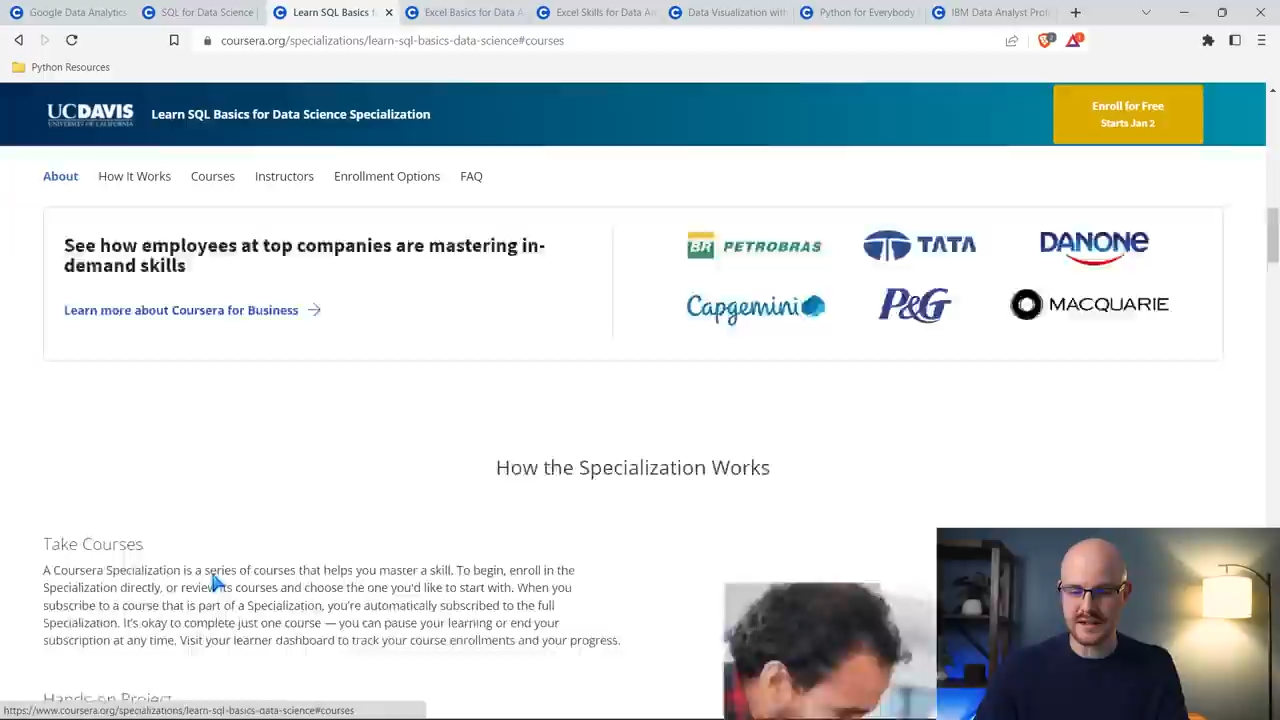 Google Data Analytics
SQL for Data Science |
Learn SQL Basics for
Excel Basics for Data A
Excel Skills for Data An
Data Visualization with
Python for Everybody
IBM Data Analyst Prof
coursera.org/specializations/learn-sql-basics-data-science#courses
Python Resources
UCDAVIS
UNIVERSITY OF CALIFORNIA
Learn SQL Basics for Data Science Specialization
Enroll for Free
Starts Jan 2
About
How It Works
Courses
Instructors
Enrollment Options
FAQ
See how employees at top companies are mastering in-
demand skills
Learn more about Coursera for Business
BR PETROBRAS
TATA
DANONE
Capgemini
P&G
MACQUARIE
How the Specialization Works
Take Courses
A Coursera Specialization is a series of courses that helps you master a skill. To begin, enroll in the
Specialization directly, or review its courses and choose the one you'd like to start with. When you
subscribe to a course that is part of a Specialization, you're automatically subscribed to the full
Specialization. It's okay to complete just one course — you can pause your learning or end your
subscription at any time. Visit your learner dashboard to track your course enrollments and your progress.
Hands-on Project
https://www.coursera.org/specializations/learn-sql-basics-data-science#courses